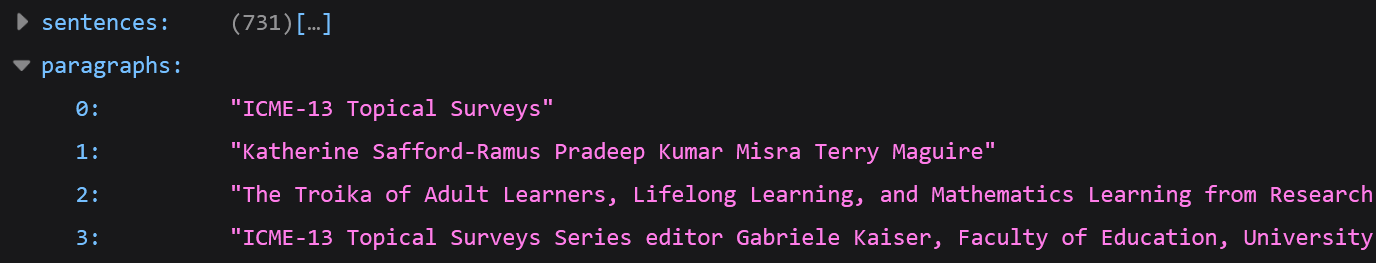 sentences: (731)[…]
paragraphs:
0: "ICME-13 Topical Surveys"
1: "Katherine Safford-Ramus Pradeep Kumar Misra Terry Maguire"
2: "The Troika of Adult Learners, Lifelong Learning, and Mathematics Learning from Research
3: "ICME-13 Topical Surveys Series editor Gabriele Kaiser, Faculty of Education, University